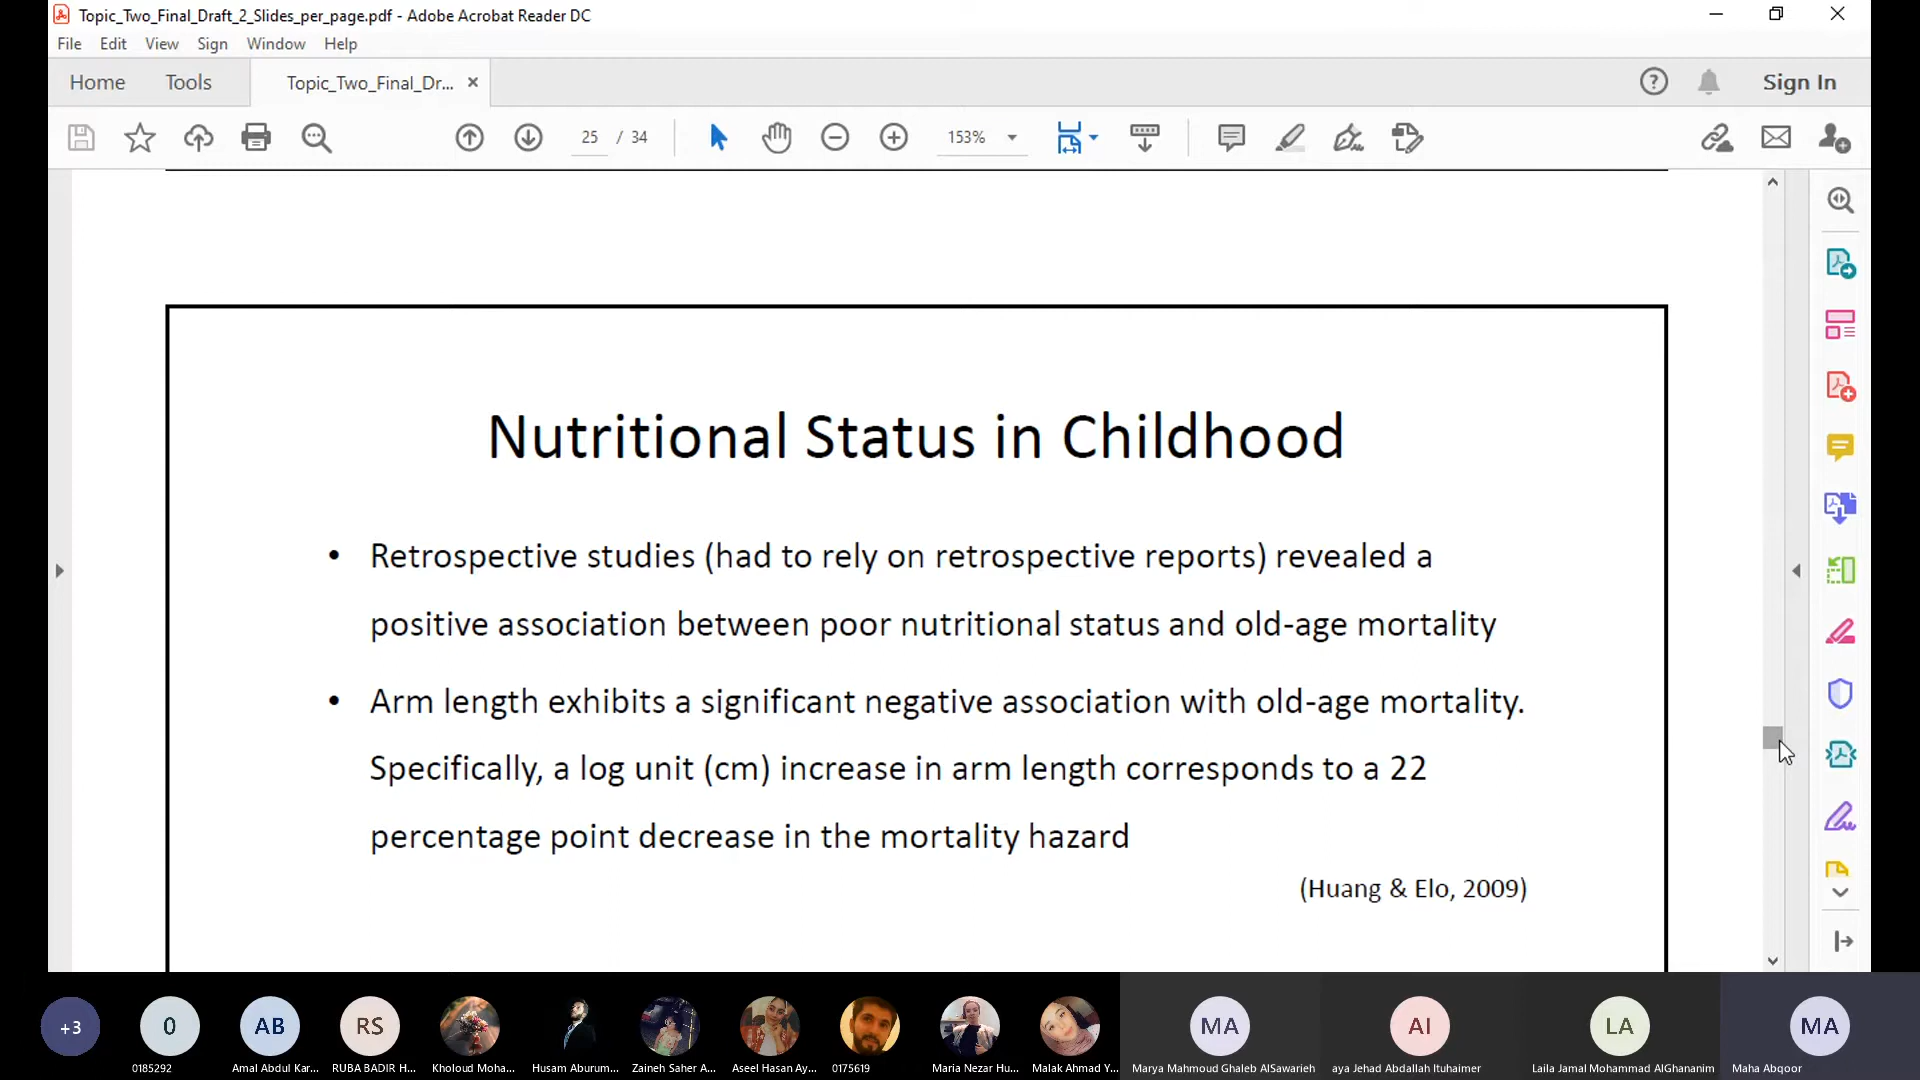 Topic_Two_Final_Draft_2_Slides_per_page.pdf - Adobe Acrobat Reader DC
File Edit View Sign Window Help
Home Tools Topic_Two_Final_Dr... × Sign In
25 / 34 153%
Nutritional Status in Childhood
• Retrospective studies (had to rely on retrospective reports) revealed a
positive association between poor nutritional status and old-age mortality
• Arm length exhibits a significant negative association with old-age mortality.
Specifically, a log unit (cm) increase in arm length corresponds to a 22
percentage point decrease in the mortality hazard
(Huang & Elo, 2009)
+3 0 AB RS MA AI LA MA
0185292 Amal Abdul Kar... RUBA BADIR H... Kholoud Moha... Husam Aburum... Zaineh Saher A... Aseel Hasan Ay... 0175619 Maria Nezar Hu... Malak Ahmad Y... Marya Mahmoud Ghaleb AlSawarieh aya Jehad Abdallah Ituhaimer Laila Jamal Mohammad AlGhananim Maha Abqoor